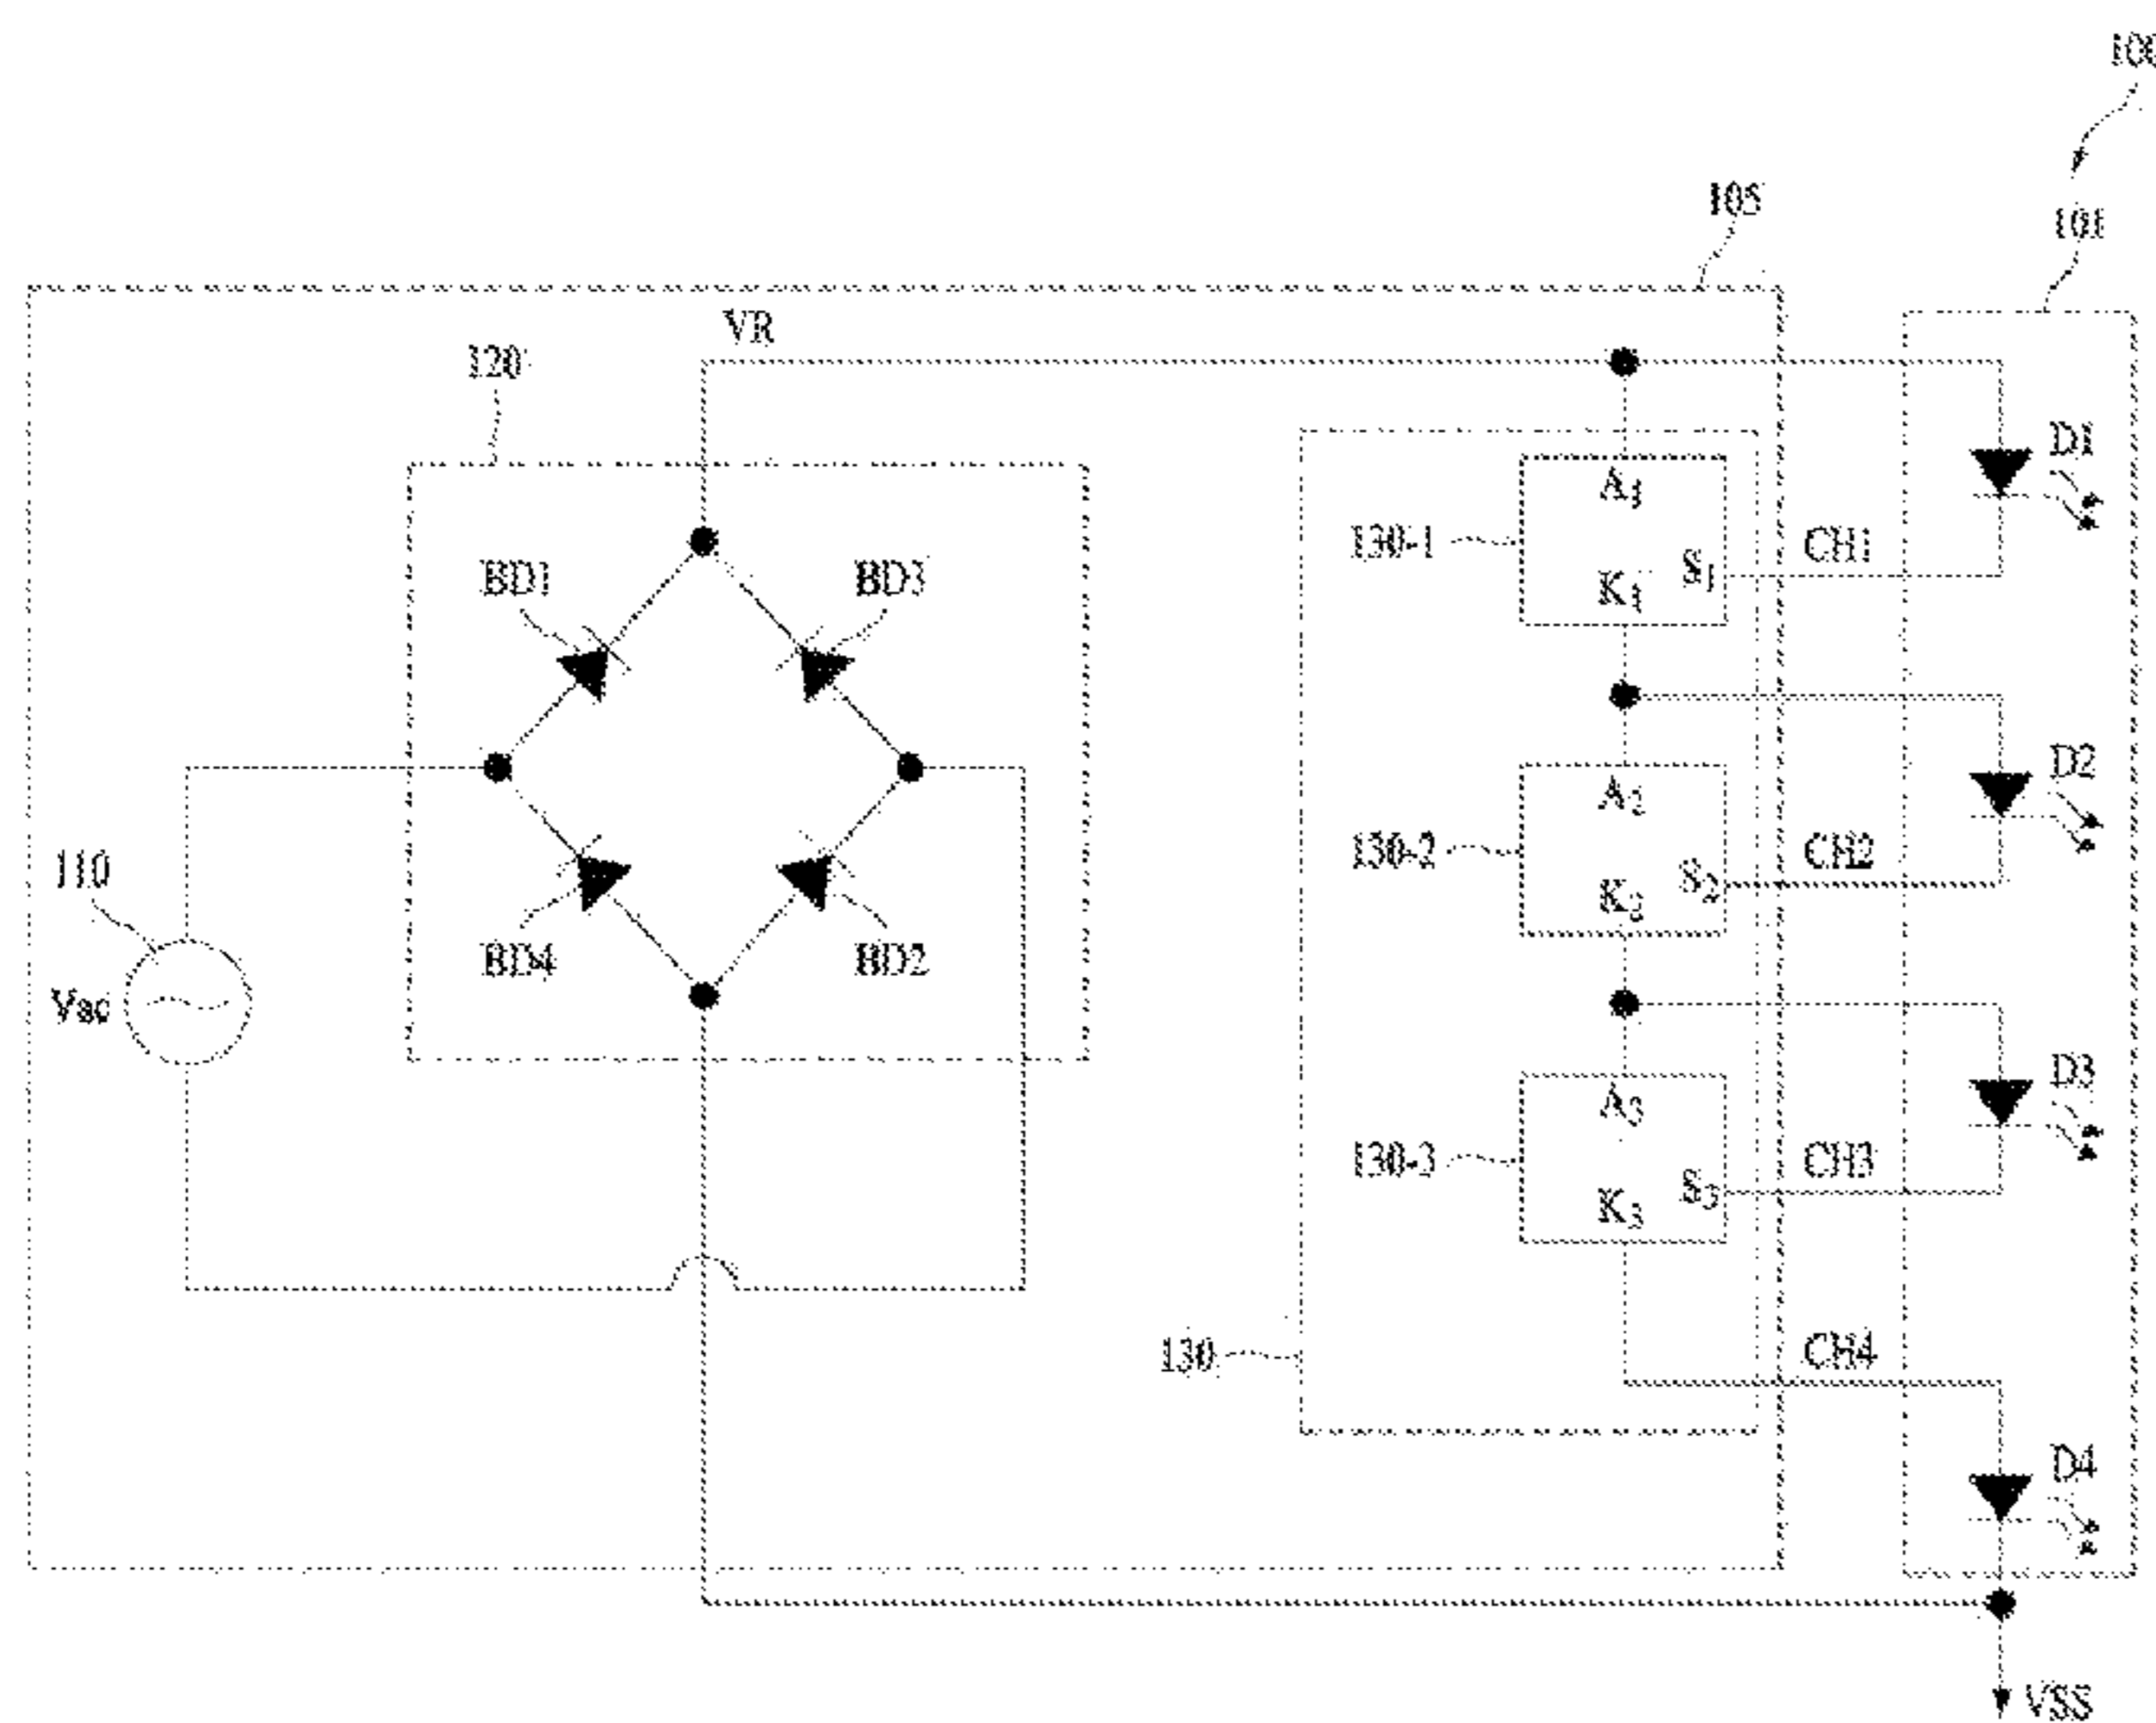 100
105
101
VR
120
D1
A1
130-1
CH1
S1
K1
BD1
BD3
D2
A2
130-2
CH2
S2
K2
110
BD4
BD2
Vac
D3
A3
130-3
CH3
S3
K3
130
CH4
D4
VSS